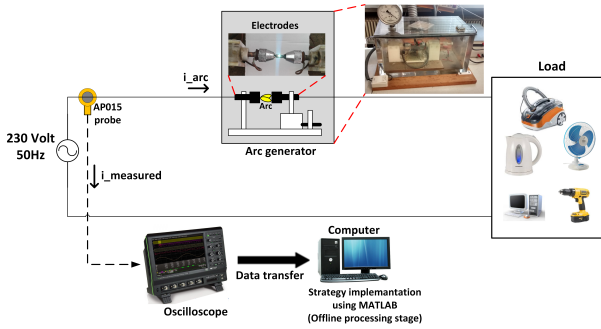 Electrodes
i_arc
Load
AP015
probe
Arc
230 Volt
50Hz
Arc generator
i_measured
Computer
Data transfer
Oscilloscope
Strategy implemantation
using MATLAB
(Offline processing stage)